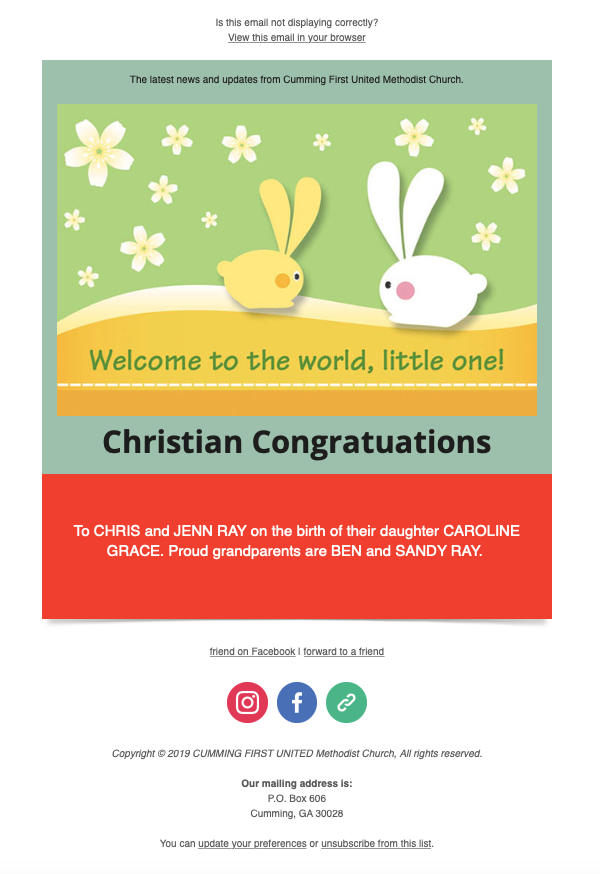 Is this email not displaying correctly?
View this email in your browser
The latest news and updates from Cumming First United Methodist Church.
Welcome to the world, little one!
Christian Congratuations
To CHRIS and JENN RAY on the birth of their daughter CAROLINE
GRACE. Proud grandparents are BEN and SANDY RAY.
friend on Facebook | forward to a friend
Copyright © 2019 CUMMING FIRST UNITED Methodist Church, All rights reserved.
Our mailing address is:
P.O. Box 606
Cumming, GA 30028
You can update your preferences or unsubscribe from this list.